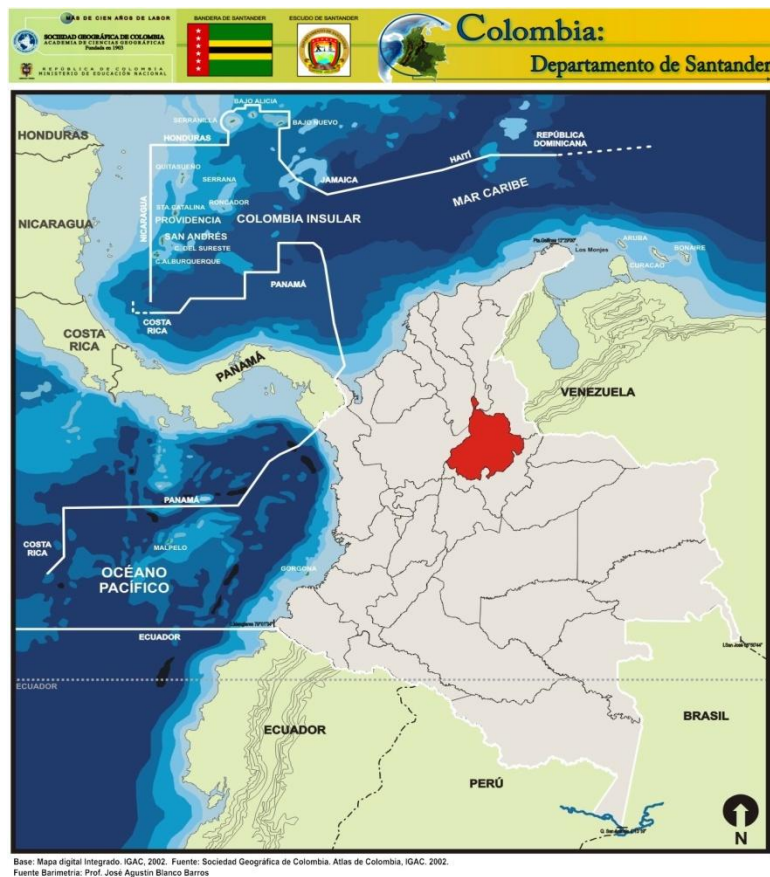 MÁS DE CIEN AÑOS DE LABOR
SOCIEDAD GEOGRÁFICA DE COLOMBIA
ACADEMIA DE CIENCIAS GEOGRÁFICAS
Fundada en 1903
REPÚBLICA DE COLOMBIA
MINISTERIO DE EDUCACIÓN NACIONAL
BANDERA DE SANTANDER
ESCUDO DE SANTANDER
Colombia:
Departamento de Santander
HONDURAS
SERRANILLA
BAJO ALICIA
BAJO NUEVO
HONDURAS
REPÚBLICA
DOMINICANA
HAITÍ
JAMAICA
MAR CARIBE
QUITASUEÑO
SERRANA
RONCADOR
STA. CATALINA
PROVIDENCIA
COLOMBIA INSULAR
NICARAGUA
NICARAGUA
SAN ANDRÉS
C. DEL SURESTE
C. ALBURQUERQUE
Los Monjes
ARUBA
CURACAO
BONAIRE
PANAMÁ
COSTA
RICA
COSTA
RICA
PANAMÁ
VENEZUELA
PANAMÁ
COSTA
RICA
MALPELO
OCÉANO
PACÍFICO
GORGONA
ECUADOR
ECUADOR
ECUADOR
BRASIL
PERÚ
N
Base: Mapa digital Integrado. IGAC, 2002. Fuente: Sociedad Geográfica de Colombia. Atlas de Colombia, IGAC. 2002.
Fuente Barimetria: Prof. José Agustin Blanco Barros